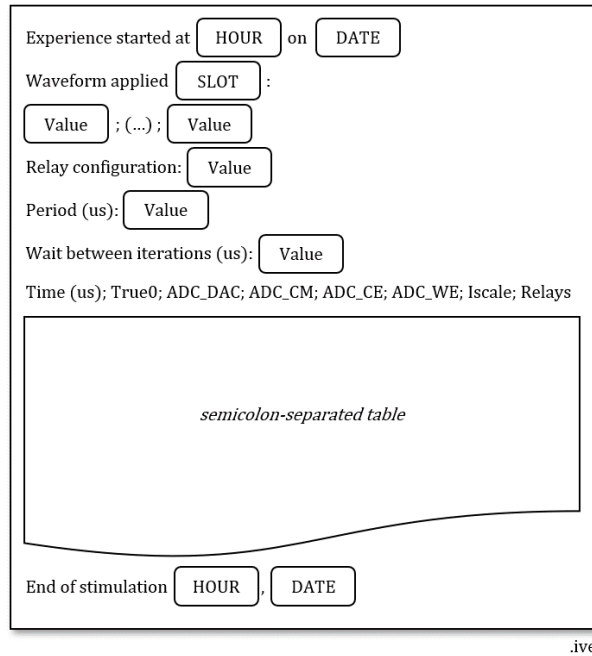 Experience started at HOUR on DATE
Waveform applied SLOT :
Value ; (...) ; Value
Relay configuration: Value
Period (us): Value
Wait between iterations (us): Value
Time (us); True0; ADC_DAC; ADC_CM; ADC_CE; ADC_WE; Iscale; Relays
semicolon-separated table
End of stimulation HOUR , DATE
.ive